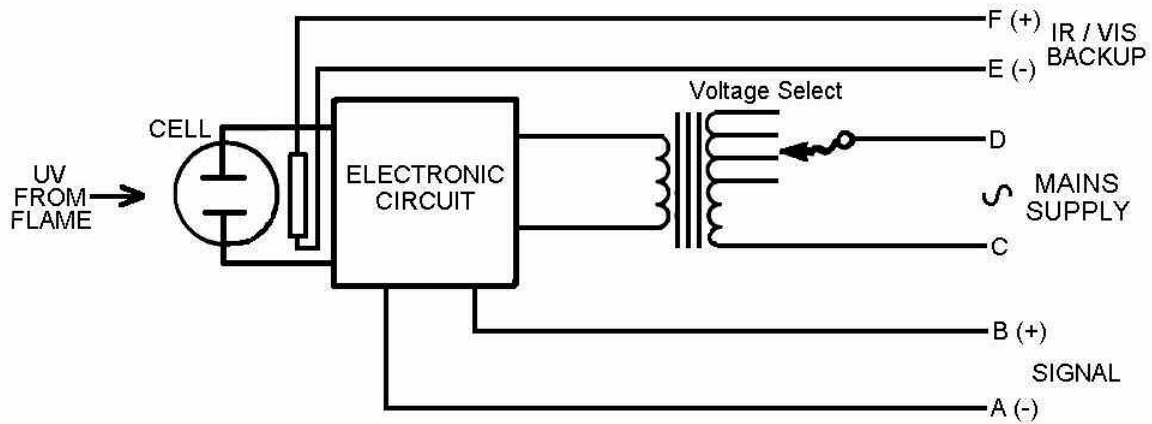 F (+)
IR / VIS
BACKUP
E (-)
Voltage Select
CELL
D
UV
FROM
FLAME
ELECTRONIC
CIRCUIT
MAINS
SUPPLY
C
B (+)
SIGNAL
A (-)